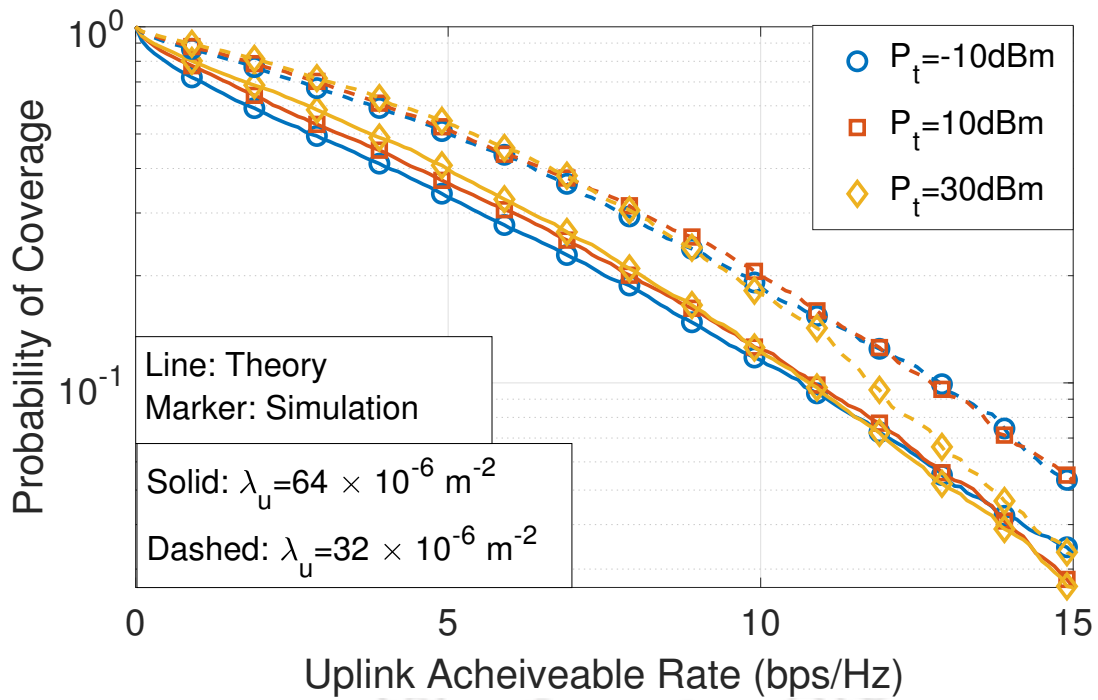 10^0
10^-1
Probability of Coverage
P_t=-10dBm
P_t=10dBm
P_t=30dBm
Line: Theory
Marker: Simulation
Solid: λ_u=64 × 10^-6 m^-2
Dashed: λ_u=32 × 10^-6 m^-2
0 5 10 15
Uplink Acheiveable Rate (bps/Hz)